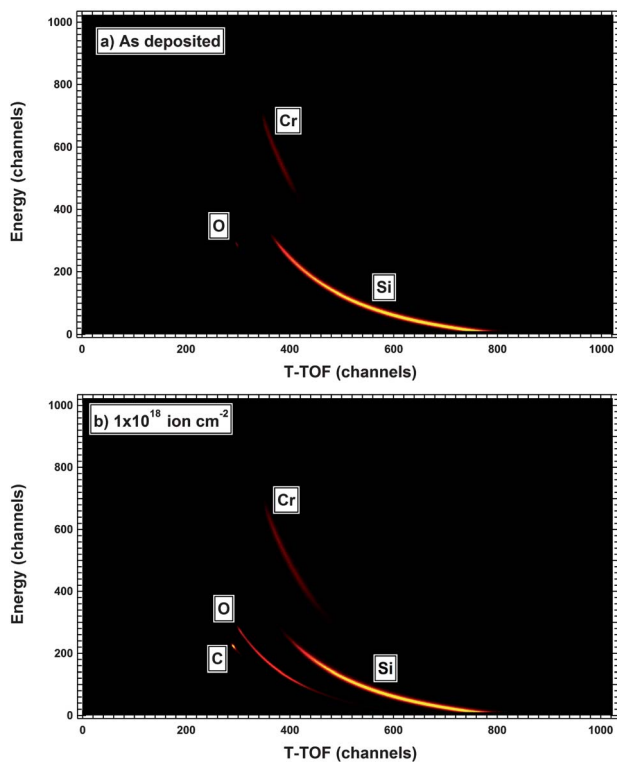 a) As deposited
Energy (channels)
1000
800
600
400
200
0
Cr
O
Si
0 200 400 600 800 1000
T-TOF (channels)
b) 1x10¹⁸ ion cm⁻²
Energy (channels)
1000
800
600
400
200
0
Cr
O
C
Si
0 200 400 600 800 1000
T-TOF (channels)